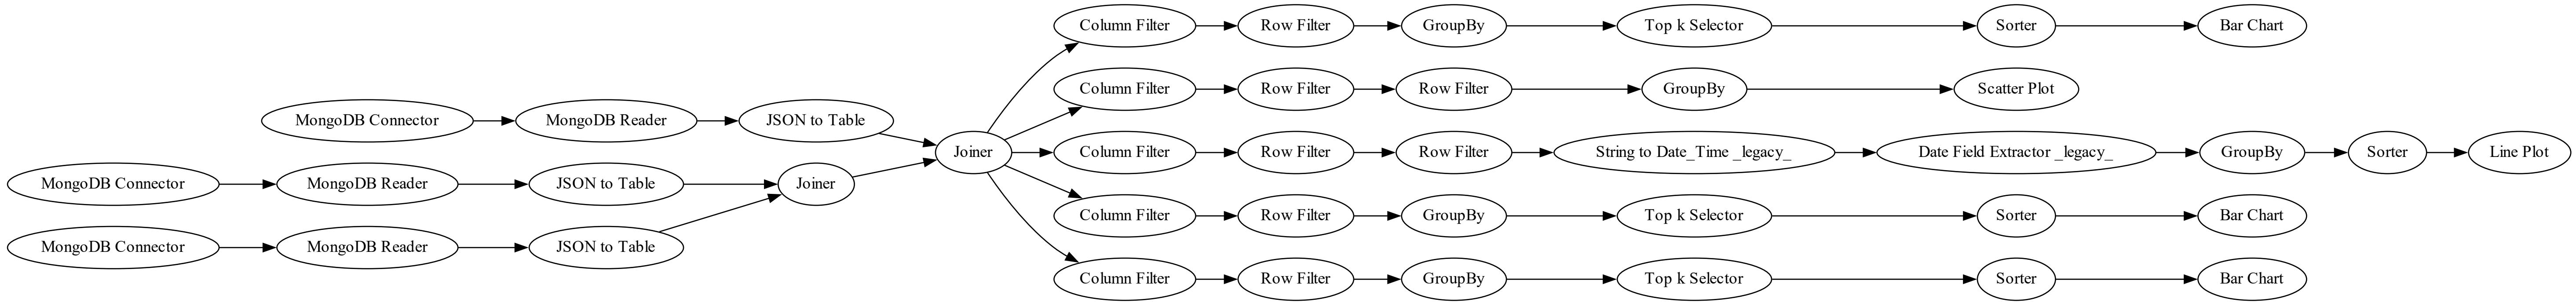 Column Filter
Row Filter
GroupBy
Top k Selector
Sorter
Bar Chart
Column Filter
Row Filter
Row Filter
GroupBy
Scatter Plot
MongoDB Connector
MongoDB Reader
JSON to Table
Joiner
Column Filter
Row Filter
Row Filter
String to Date_Time _legacy_
Date Field Extractor _legacy_
GroupBy
Sorter
Line Plot
MongoDB Connector
MongoDB Reader
JSON to Table
Joiner
Column Filter
Row Filter
GroupBy
Top k Selector
Sorter
Bar Chart
MongoDB Connector
MongoDB Reader
JSON to Table
Column Filter
Row Filter
GroupBy
Top k Selector
Sorter
Bar Chart